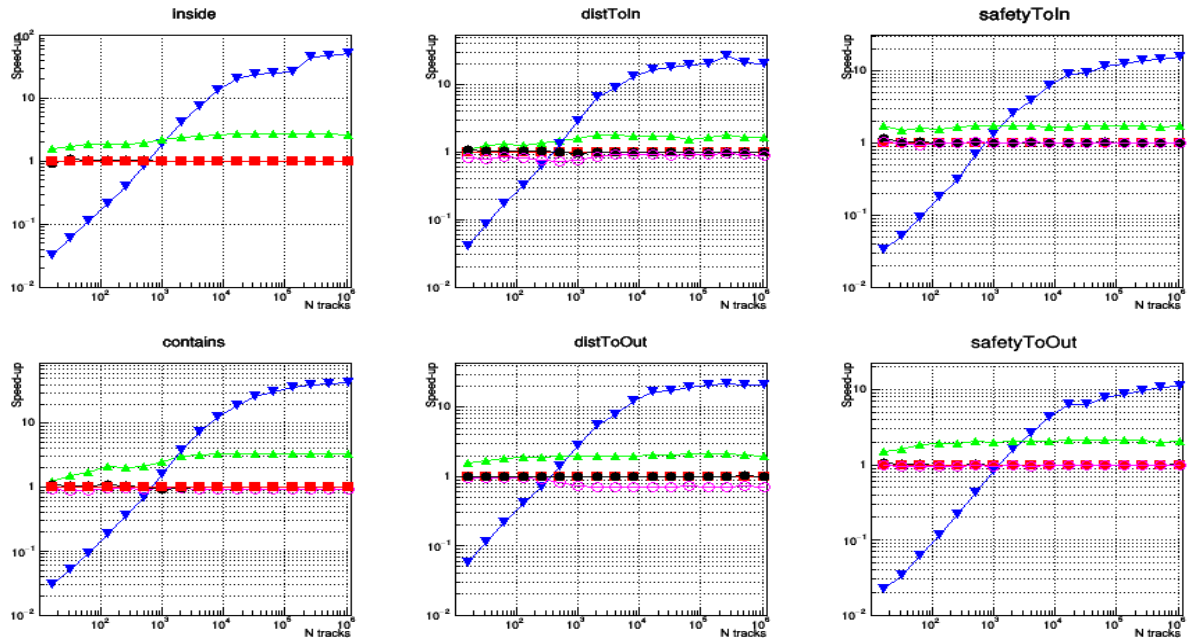 inside
Speed-up
10²
10
1
10⁻¹
10⁻²
10² 10³ 10⁴ 10⁵ 10⁶
N tracks
distToIn
Speed-up
10
1
10⁻¹
10⁻²
10² 10³ 10⁴ 10⁵ 10⁶
N tracks
safetyToIn
Speed-up
10
1
10⁻¹
10⁻²
10² 10³ 10⁴ 10⁵ 10⁶
N tracks
contains
Speed-up
10
1
10⁻¹
10⁻²
10² 10³ 10⁴ 10⁵ 10⁶
N tracks
distToOut
Speed-up
10
1
10⁻¹
10⁻²
10² 10³ 10⁴ 10⁵ 10⁶
N tracks
safetyToOut
Speed-up
10
1
10⁻¹
10⁻²
10² 10³ 10⁴ 10⁵ 10⁶
N tracks